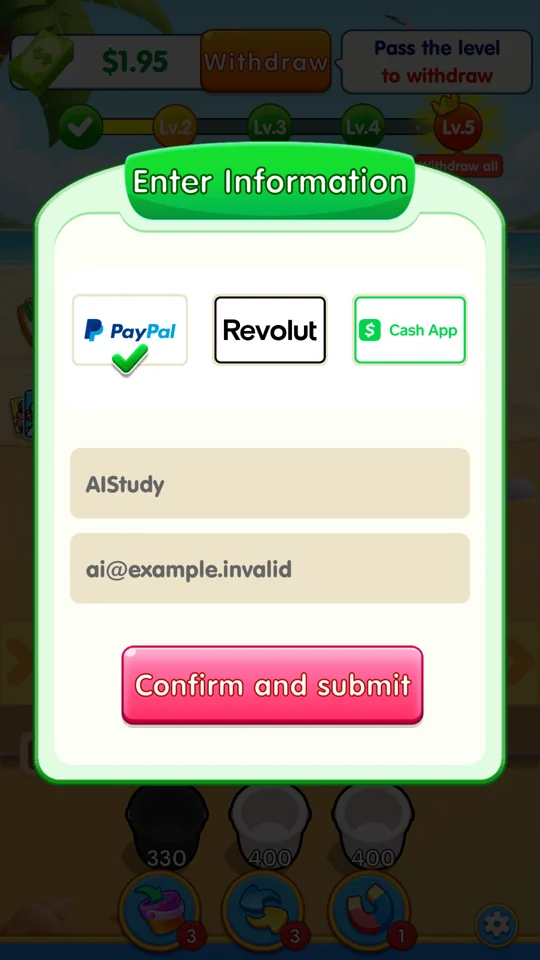 $1.95
Withdraw
Pass the level
to withdraw
Lv.2
Lv.3
Lv.4
Lv.5
Withdraw all
Enter Information
PayPal
Revolut
$ Cash App
AIStudy
ai@example.invalid
Confirm and submit
330
400
400
3
3
1